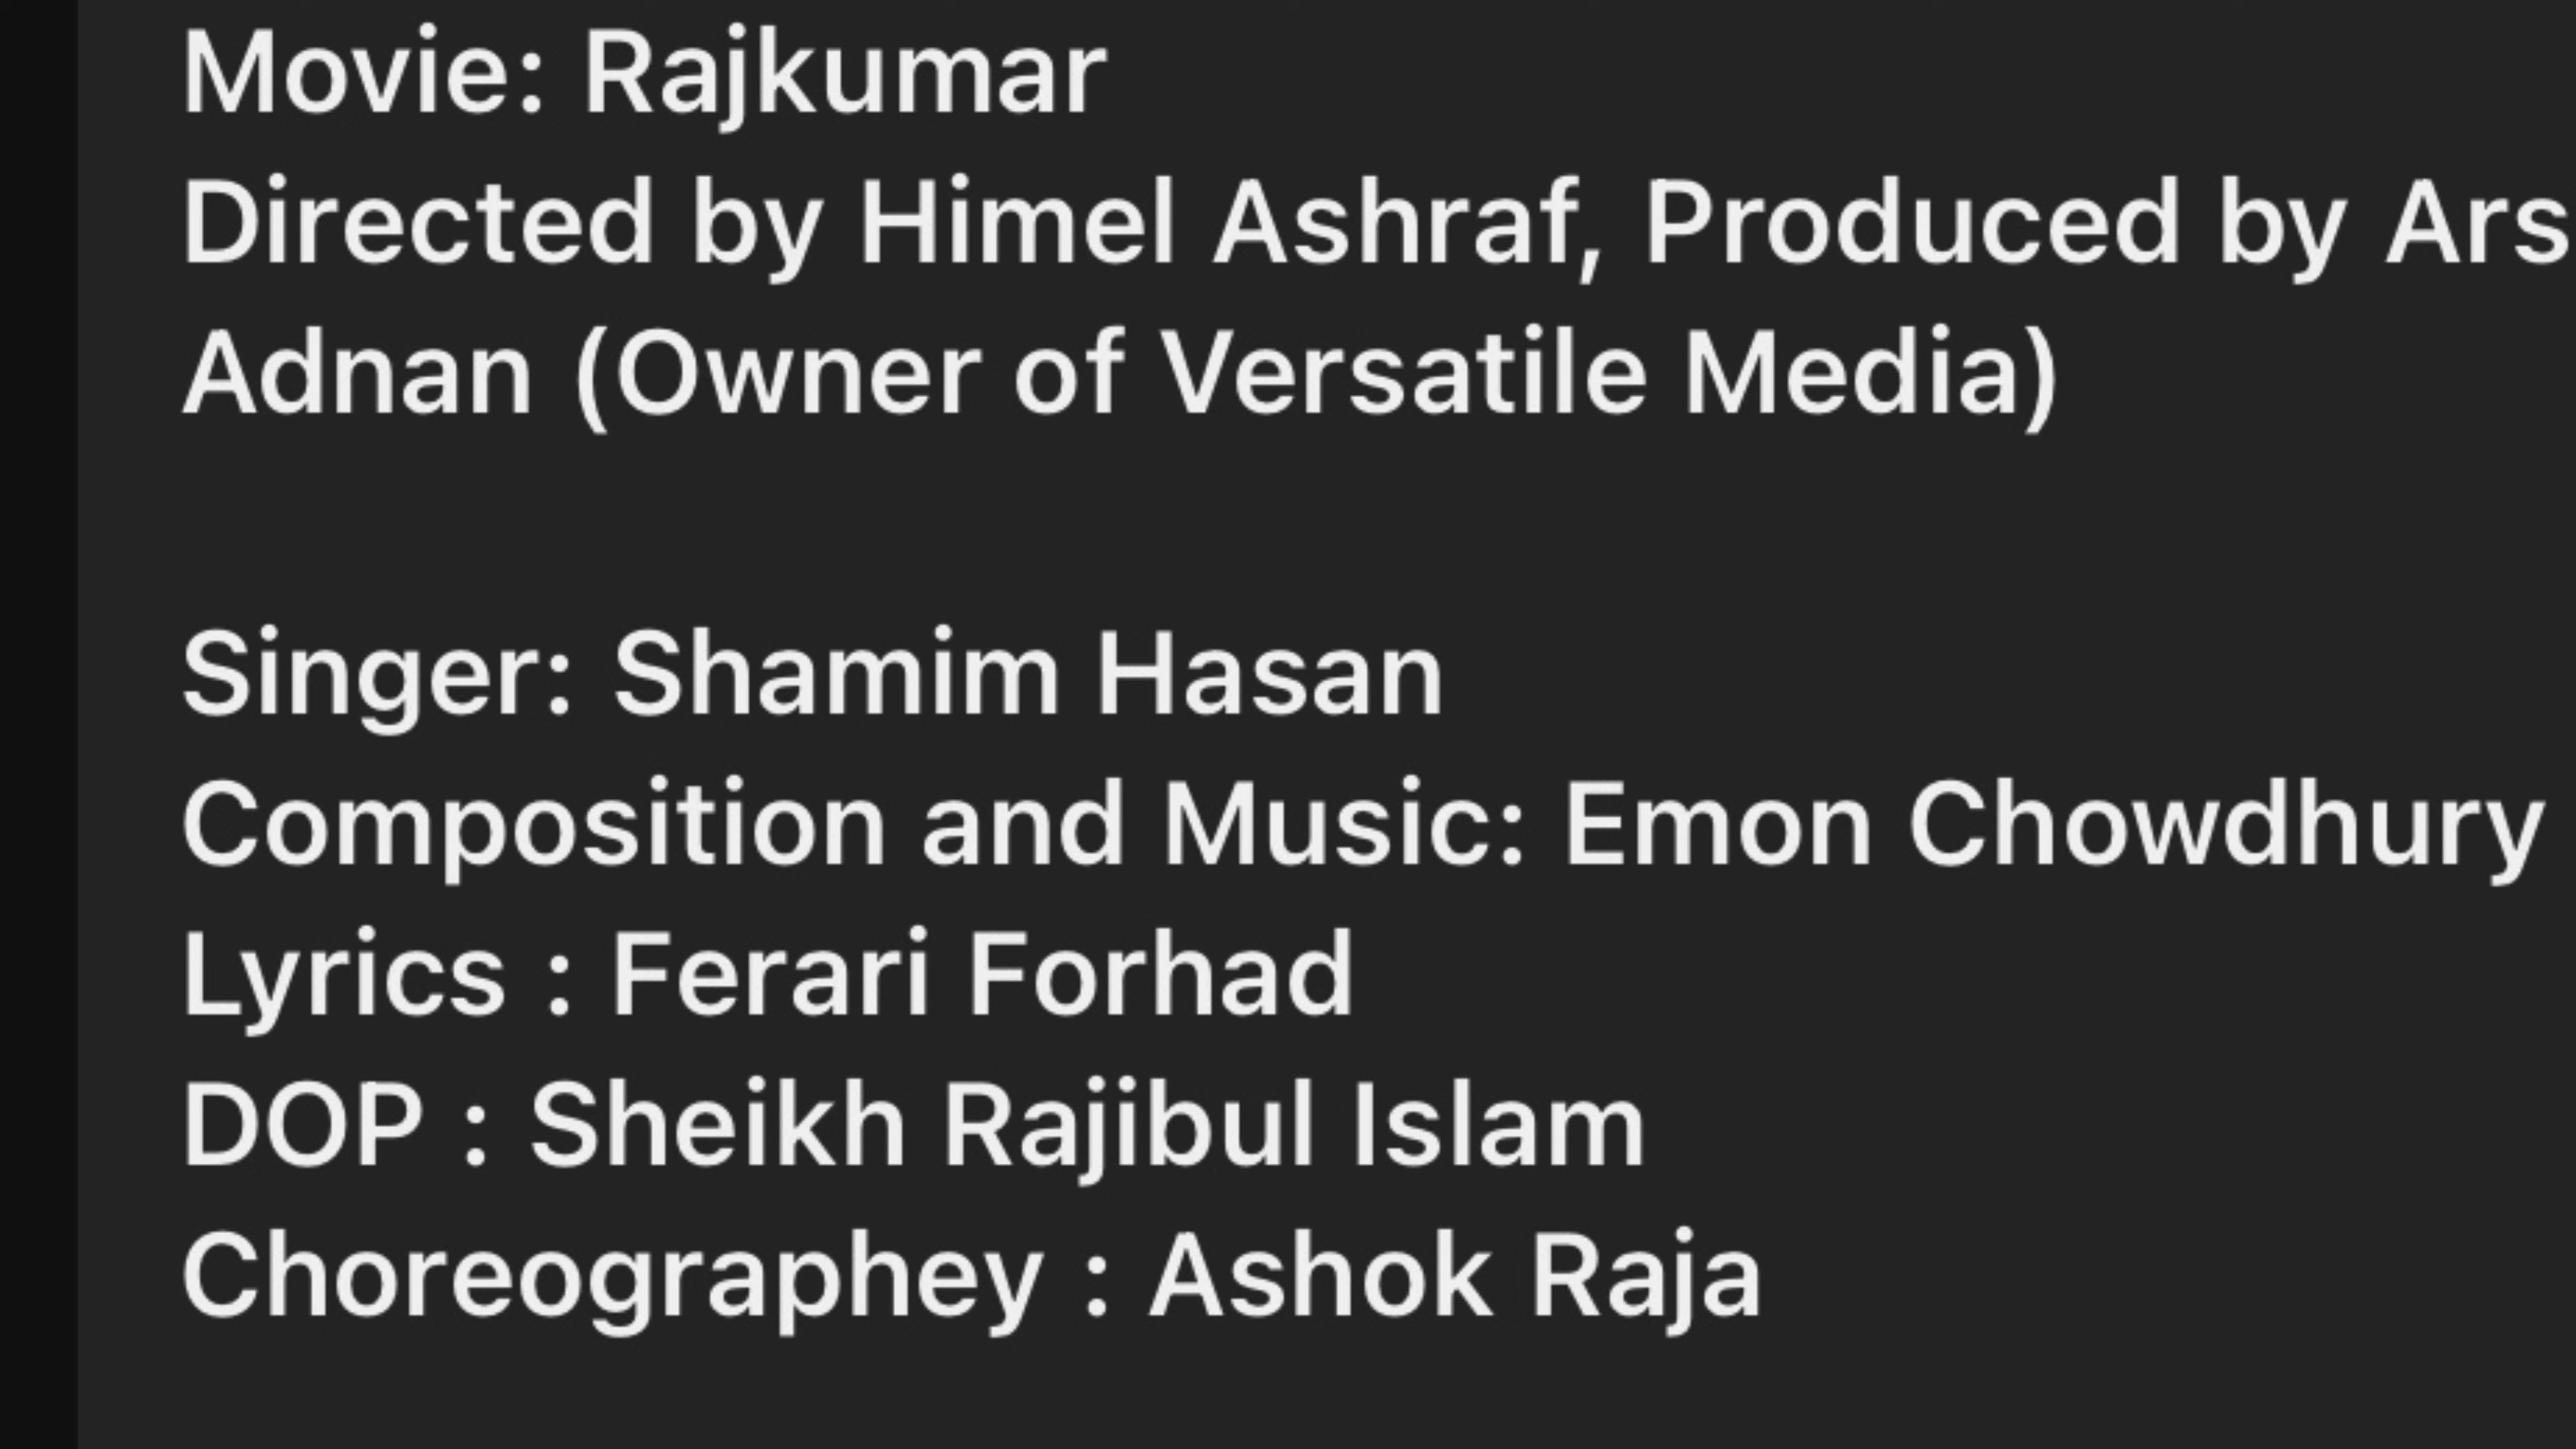 Movie: Rajkumar
Directed by Himel Ashraf, Produced by Ars
Adnan (Owner of Versatile Media)
Singer: Shamim Hasan
Composition and Music: Emon Chowdhury
Lyrics : Ferari Forhad
DOP : Sheikh Rajibul Islam
Choreographey : Ashok Raja